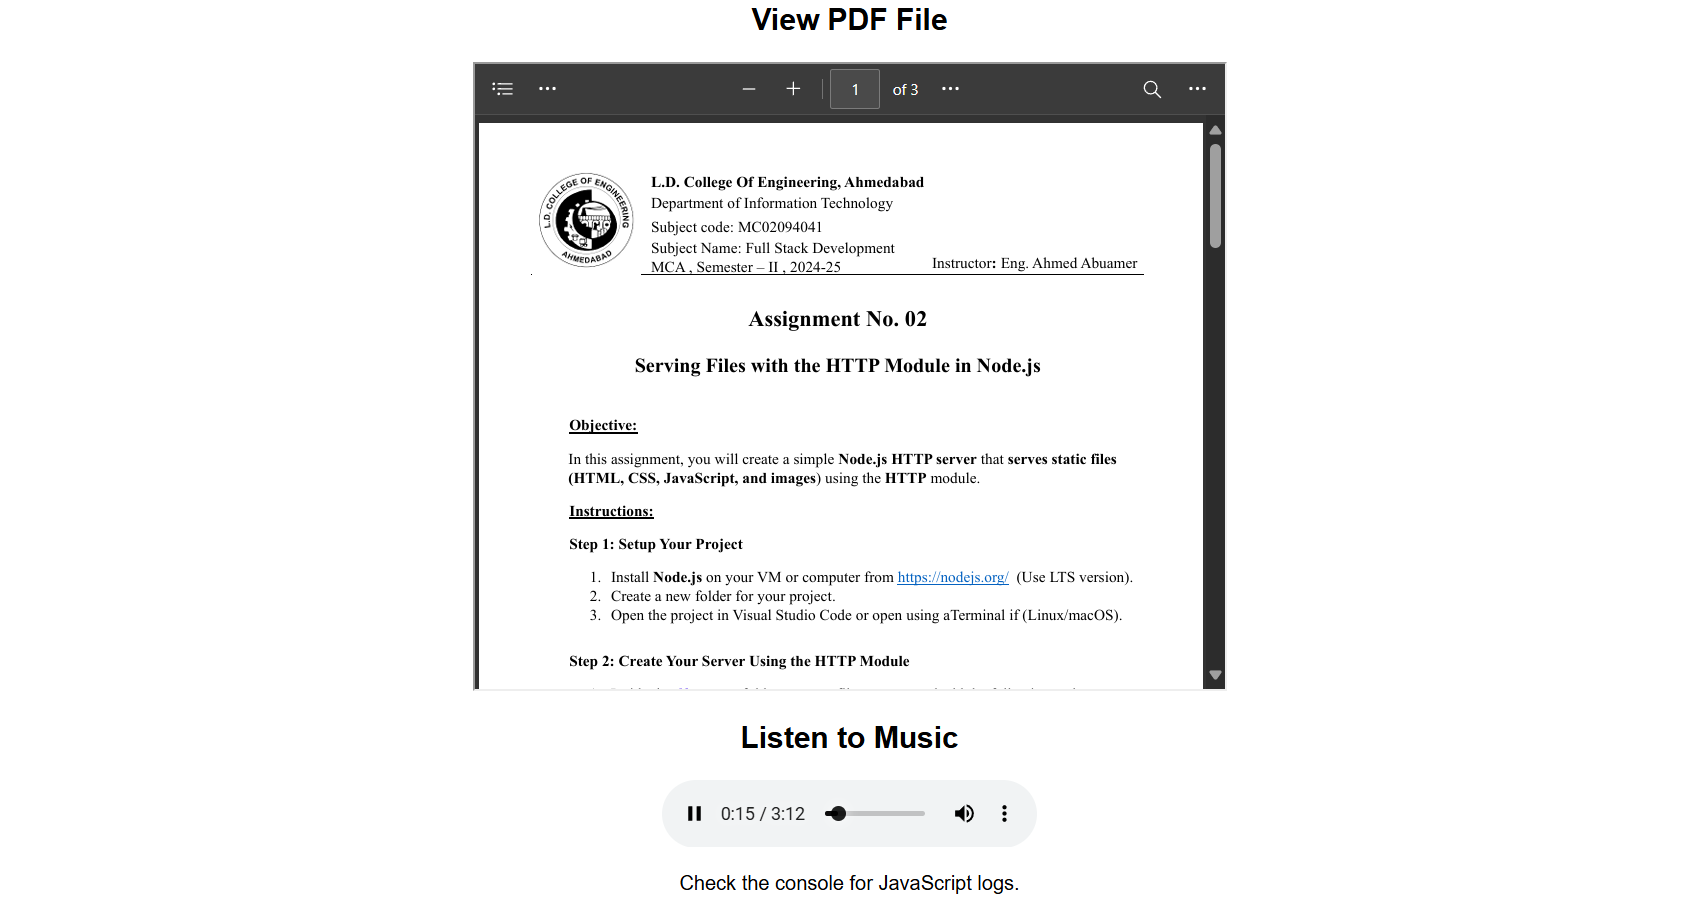 View PDF File
1 of 3
L.D. COLLEGE OF ENGINEERING
AHMEDABAD
L.D. College Of Engineering, Ahmedabad
Department of Information Technology
Subject code: MC02094041
Subject Name: Full Stack Development
MCA , Semester – II , 2024-25
Instructor: Eng. Ahmed Abuamer
Assignment No. 02
Serving Files with the HTTP Module in Node.js
Objective:
In this assignment, you will create a simple Node.js HTTP server that serves static files
(HTML, CSS, JavaScript, and images) using the HTTP module.
Instructions:
Step 1: Setup Your Project
1. Install Node.js on your VM or computer from https://nodejs.org/ (Use LTS version).
2. Create a new folder for your project.
3. Open the project in Visual Studio Code or open using aTerminal if (Linux/macOS).
Step 2: Create Your Server Using the HTTP Module
Listen to Music
0:15 / 3:12
Check the console for JavaScript logs.